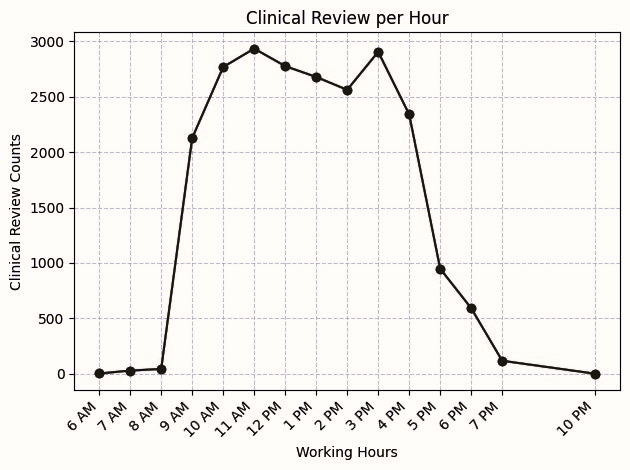 Clinical Review per Hour
3000
2500
2000
1500
1000
500
0
Clinical Review Counts
6 AM
7 AM
8 AM
9 AM
10 AM
11 AM
12 PM
1 PM
2 PM
3 PM
4 PM
5 PM
6 PM
7 PM
10 PM
Working Hours